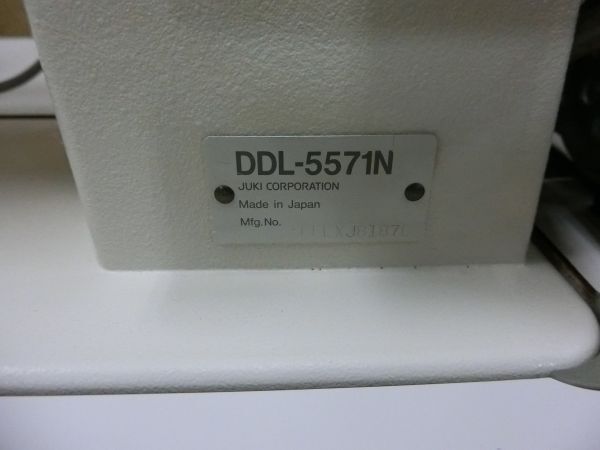 DDL-5571N
JUKI CORPORATION
Made in Japan
Mfg.No.